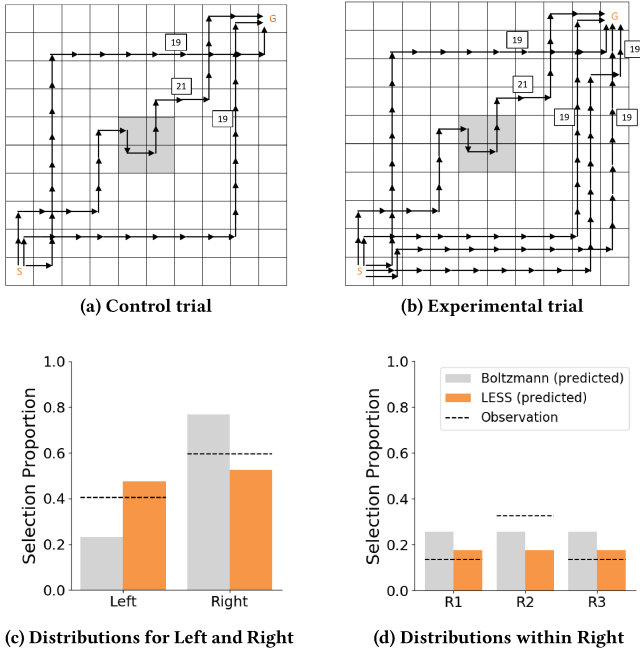 G
19
21
19
S
(a) Control trial
G
19
19
21
19
19
S
(b) Experimental trial
1.0
0.8
0.6
0.4
0.2
0.0
Selection Proportion
Left
Right
(c) Distributions for Left and Right
1.0
0.8
0.6
0.4
0.2
0.0
Selection Proportion
Boltzmann (predicted)
LESS (predicted)
Observation
R1
R2
R3
(d) Distributions within Right